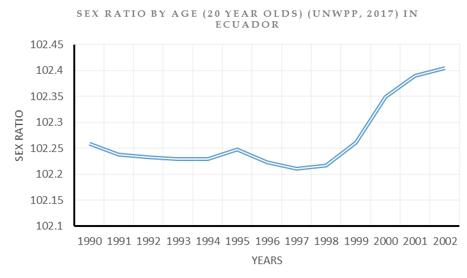 SEX RATIO BY AGE (20 YEAR OLDS) (UNWPP, 2017) IN
ECUADOR
102.45
102.4
102.35
102.3
102.25
102.2
102.15
102.1
SEX RATIO
1990 1991 1992 1993 1994 1995 1996 1997 1998 1999 2000 2001 2002
YEARS